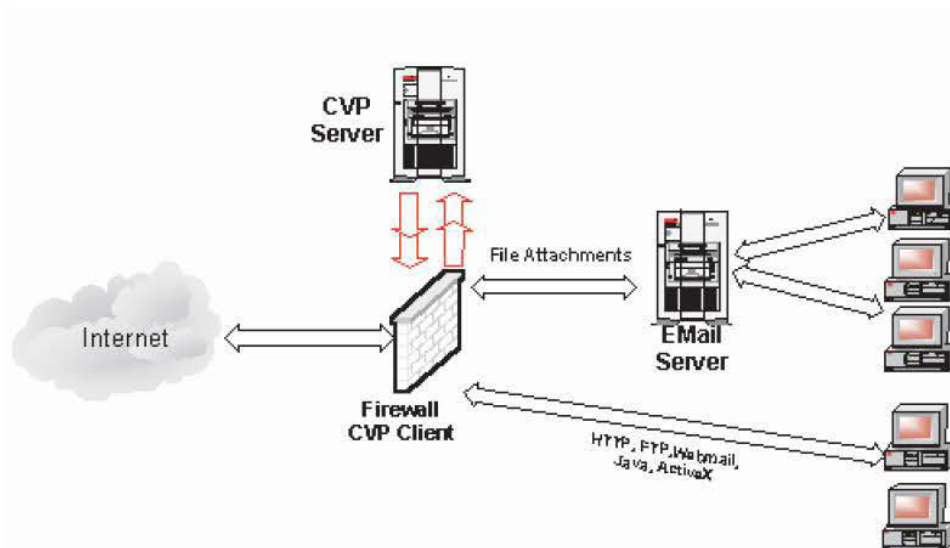 CVP
Server
File Attachments
Internet
EMail
Server
Firewall
CVP Client
HTTP, FTP,Webmail,
Java, ActiveX